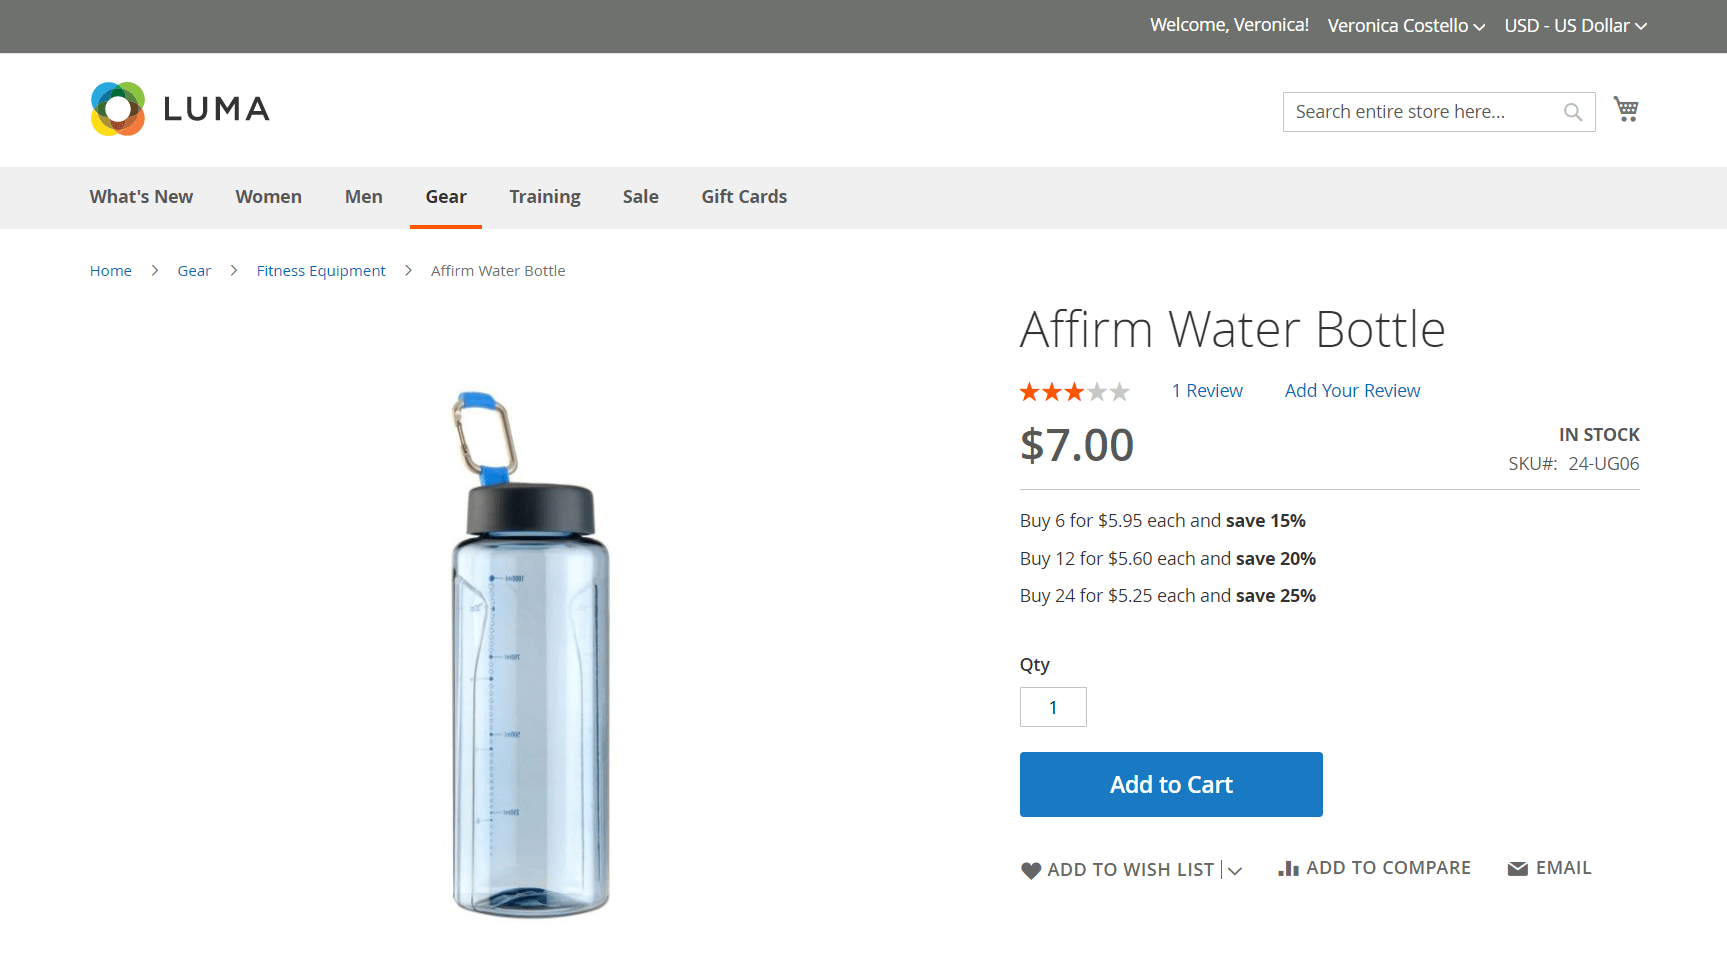 Welcome, Veronica! Veronica Costello USD - US Dollar
LUMA
Search entire store here...
What's New Women Men Gear Training Sale Gift Cards
Home Gear Fitness Equipment Affirm Water Bottle
Affirm Water Bottle
1 Review Add Your Review
$7.00
IN STOCK
SKU#: 24-UG06
Buy 6 for $5.95 each and save 15%
Buy 12 for $5.60 each and save 20%
Buy 24 for $5.25 each and save 25%
Qty
1
Add to Cart
ADD TO WISH LIST ADD TO COMPARE EMAIL